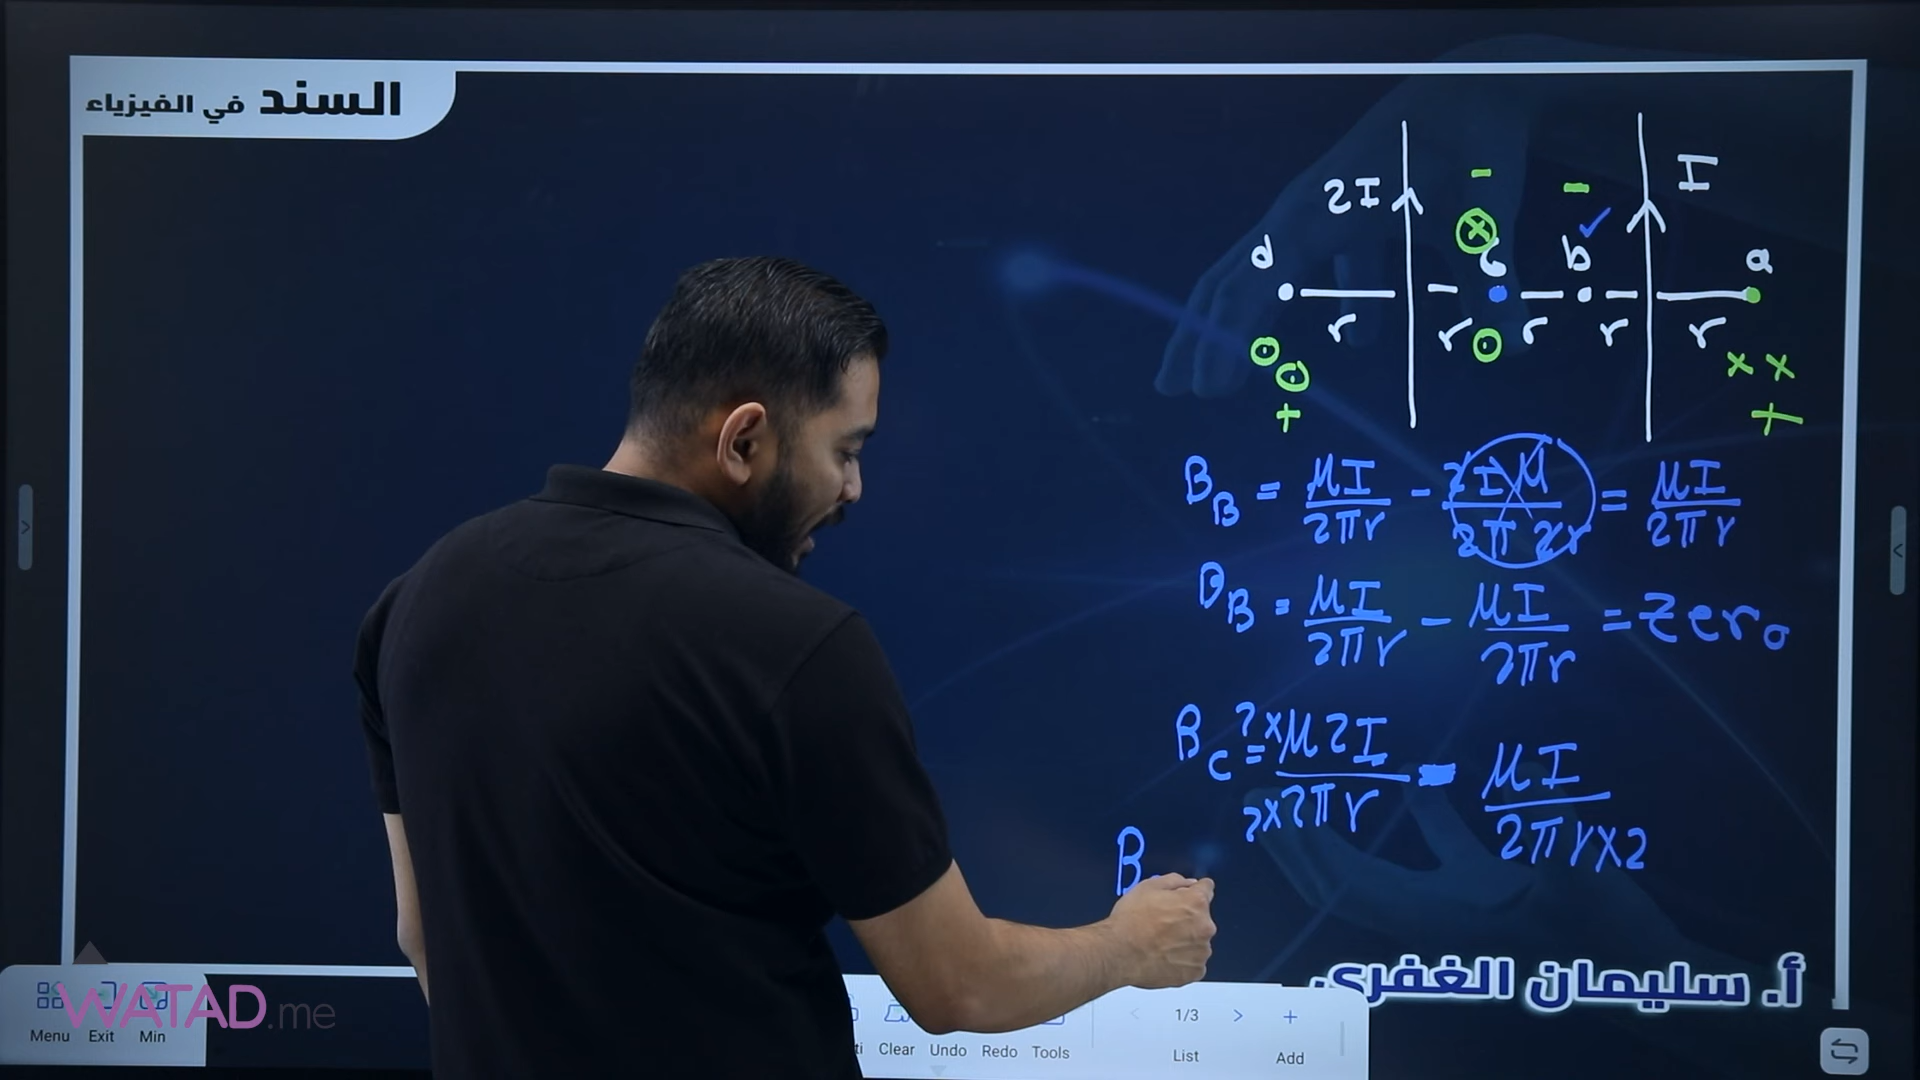 السند في الفيزياء
2I I
d c b a
r r r r
B_B = μI/2πr - 2Iμ/2π2r = μI/2πr
B_B = μI/2πr - μI/2πr = zero
B_C = 2×μ2I/2×2πr - μI/2πr×2
B
أ. سليمان الغفري
WATAD.me
Menu Exit Min
Clear Undo Redo Tools
1/3
List Add